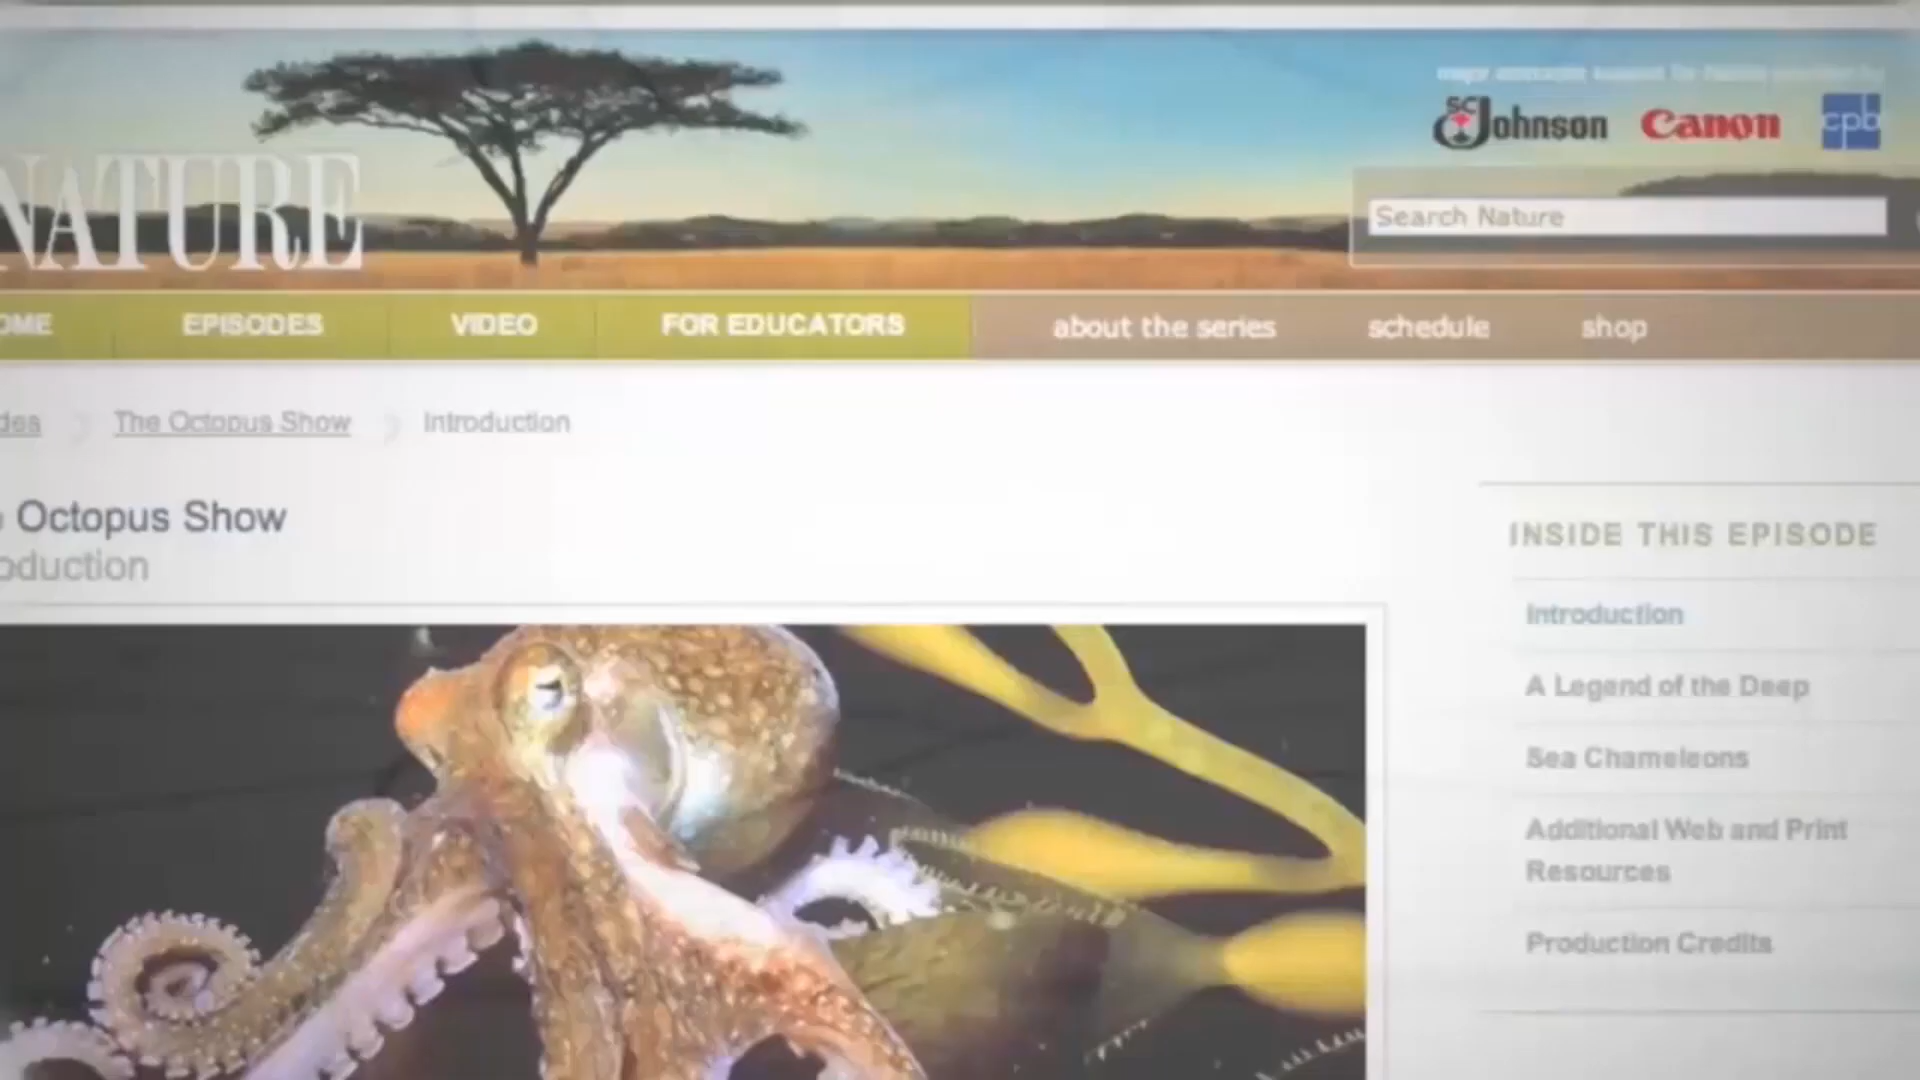 SC Johnson Canon cpb
NATURE
Search Nature
OME EPISODES VIDEO FOR EDUCATORS about the series schedule shop
des The Octopus Show Introduction
Octopus Show
oduction
INSIDE THIS EPISODE
Introduction
A Legend of the Deep
Sea Chameleons
Additional Web and Print
Resources
Production Credits